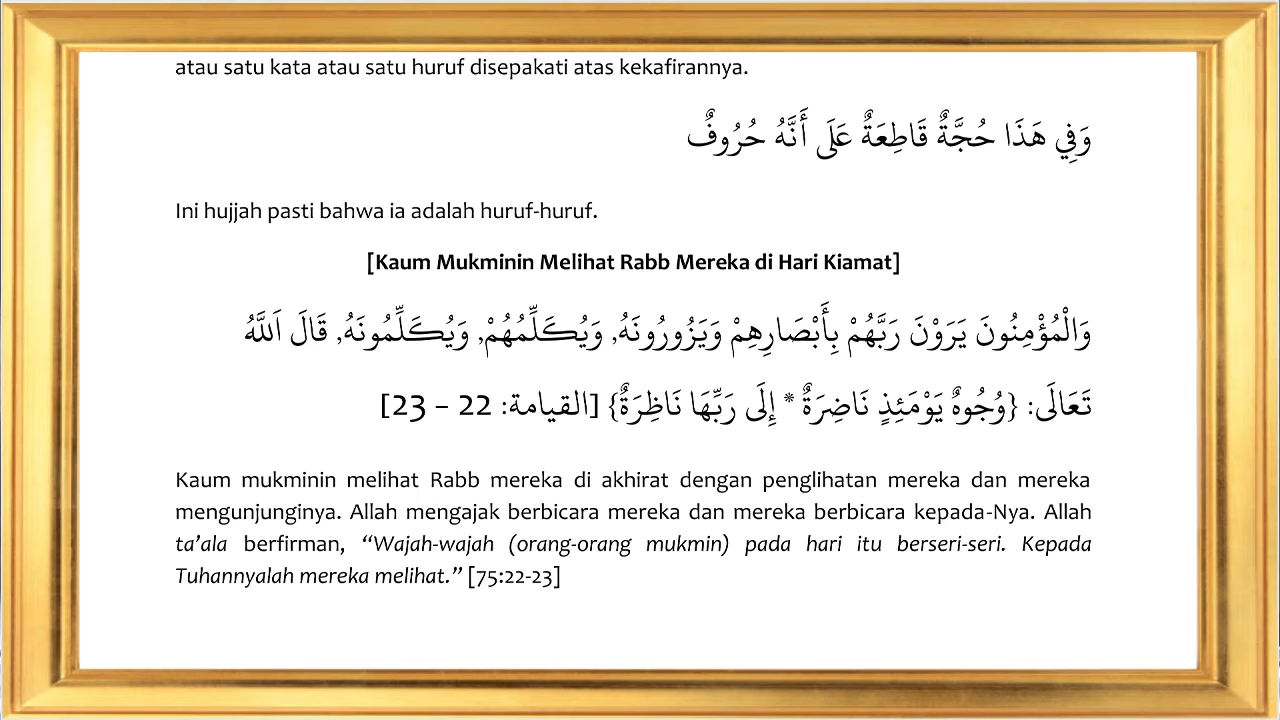 atau satu kata atau satu huruf disepakati atas kekafirannya.
وَفِي هَذَا حُجَّةٌ قَاطِعَةٌ عَلَى أَنَّهُ حُرُوفٌ
Ini hujjah pasti bahwa ia adalah huruf-huruf.
[Kaum Mukminin Melihat Rabb Mereka di Hari Kiamat]
وَالْمُؤْمِنُونَ يَرَوْنَ رَبَّهُمْ بِأَبْصَارِهِمْ وَيَزُورُونَهُ, وَيُكَلِّمُهُمْ, وَيُكَلِّمُونَهُ, قَالَ اَللَّهُ
تَعَالَى: {وُجُوهٌ يَوْمَئِذٍ نَاضِرَةٌ * إِلَى رَبِّهَا نَاظِرَةٌ} [القيامة: 22 – 23]
Kaum mukminin melihat Rabb mereka di akhirat dengan penglihatan mereka dan mereka
mengunjunginya. Allah mengajak berbicara mereka dan mereka berbicara kepada-Nya. Allah
ta’ala berfirman, “Wajah-wajah (orang-orang mukmin) pada hari itu berseri-seri. Kepada
Tuhannyalah mereka melihat.” [75:22-23]